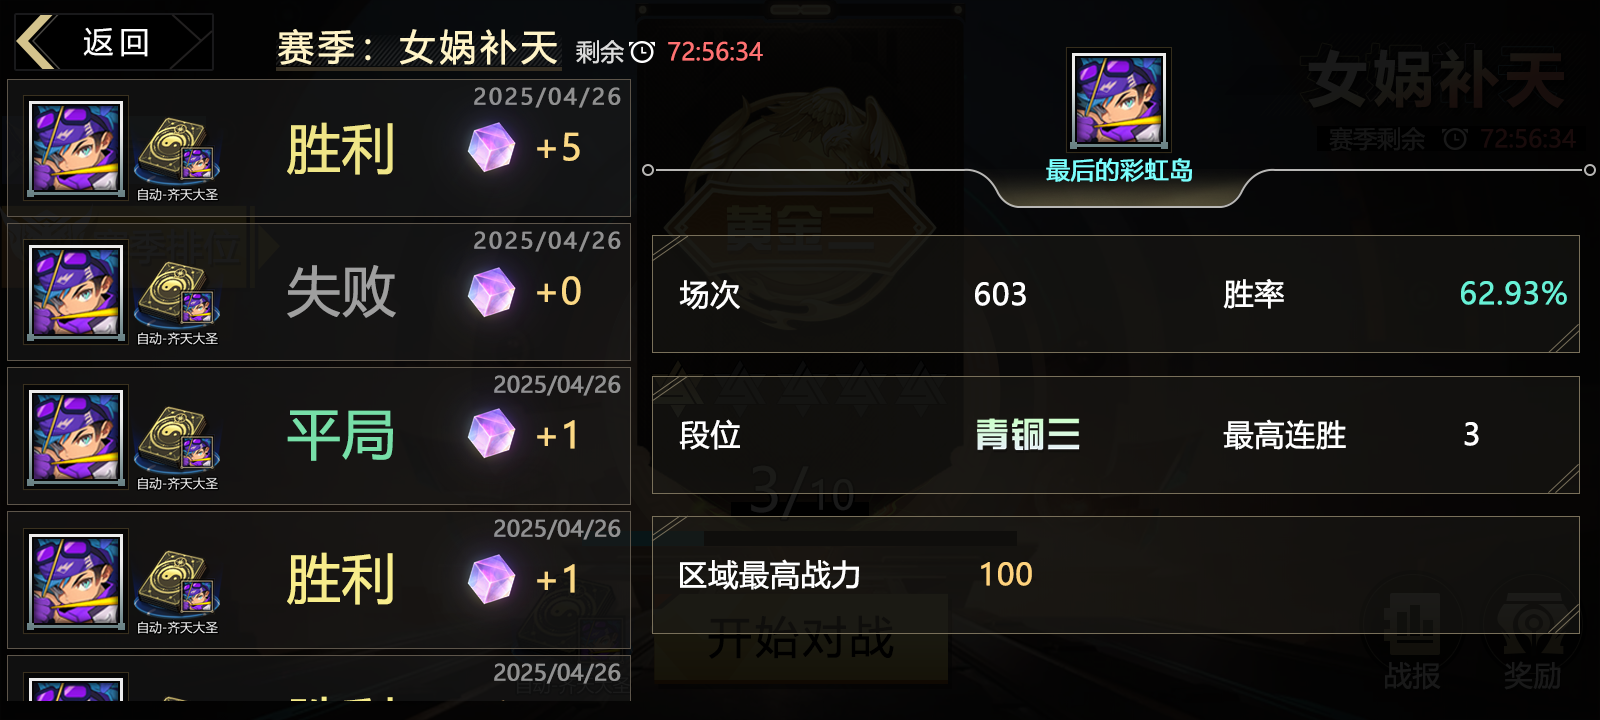 返回
赛季：女娲补天 剩余 72:56:34
2025/04/26
胜利 +5
自动-齐天大圣
2025/04/26
失败 +0
自动-齐天大圣
2025/04/26
平局 +1
自动-齐天大圣
2025/04/26
胜利 +1
自动-齐天大圣
2025/04/26
女娲补天
赛季剩余 72:56:34
最后的彩虹岛
黄金二
场次 603 胜率 62.93%
段位 青铜三 最高连胜 3
3/10
区域最高战力 100
开始对战
战报 奖励